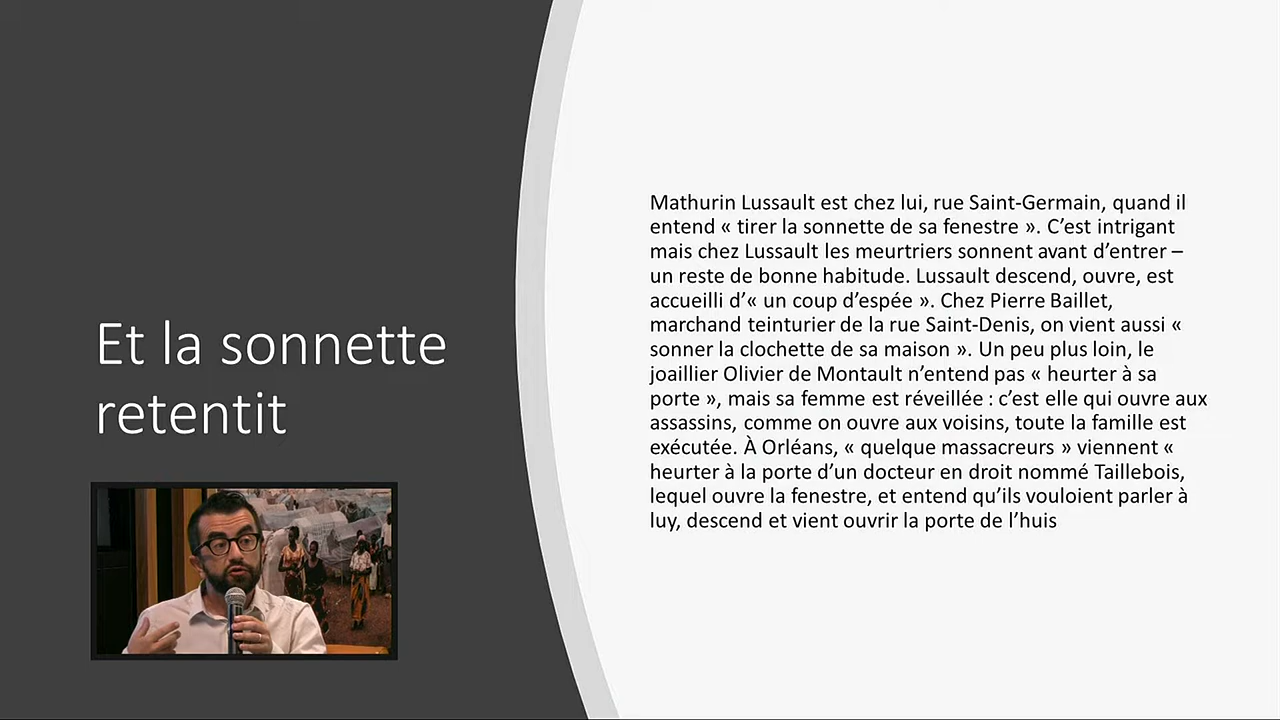 Et la sonnette
retentit
Mathurin Lussault est chez lui, rue Saint-Germain, quand il
entend « tirer la sonnette de sa fenestre ». C’est intrigant
mais chez Lussault les meurtriers sonnent avant d’entrer –
un reste de bonne habitude. Lussault descend, ouvre, est
accueilli d’« un coup d’espée ». Chez Pierre Baillet,
marchand teinturier de la rue Saint-Denis, on vient aussi «
sonner la clochette de sa maison ». Un peu plus loin, le
joaillier Olivier de Montault n’entend pas « heurter à sa
porte », mais sa femme est réveillée : c’est elle qui ouvre aux
assassins, comme on ouvre aux voisins, toute la famille est
exécutée. À Orléans, « quelque massacreurs » viennent «
heurter à la porte d’un docteur en droit nommé Taillebois,
lequel ouvre la fenestre, et entend qu’ils vouloient parler à
luy, descend et vient ouvrir la porte de l’huis